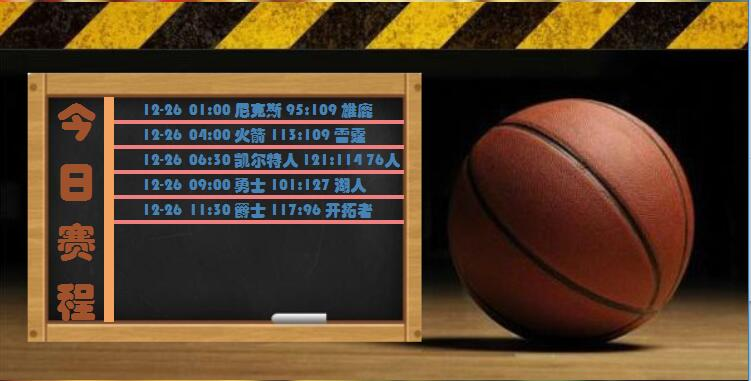 今日赛程
12-26 01:00 尼克斯 95:109 雄鹿
12-26 04:00 火箭 113:109 雷霆
12-26 06:30 凯尔特人 121:114 76人
12-26 09:00 勇士 101:127 湖人
12-26 11:30 爵士 117:96 开拓者